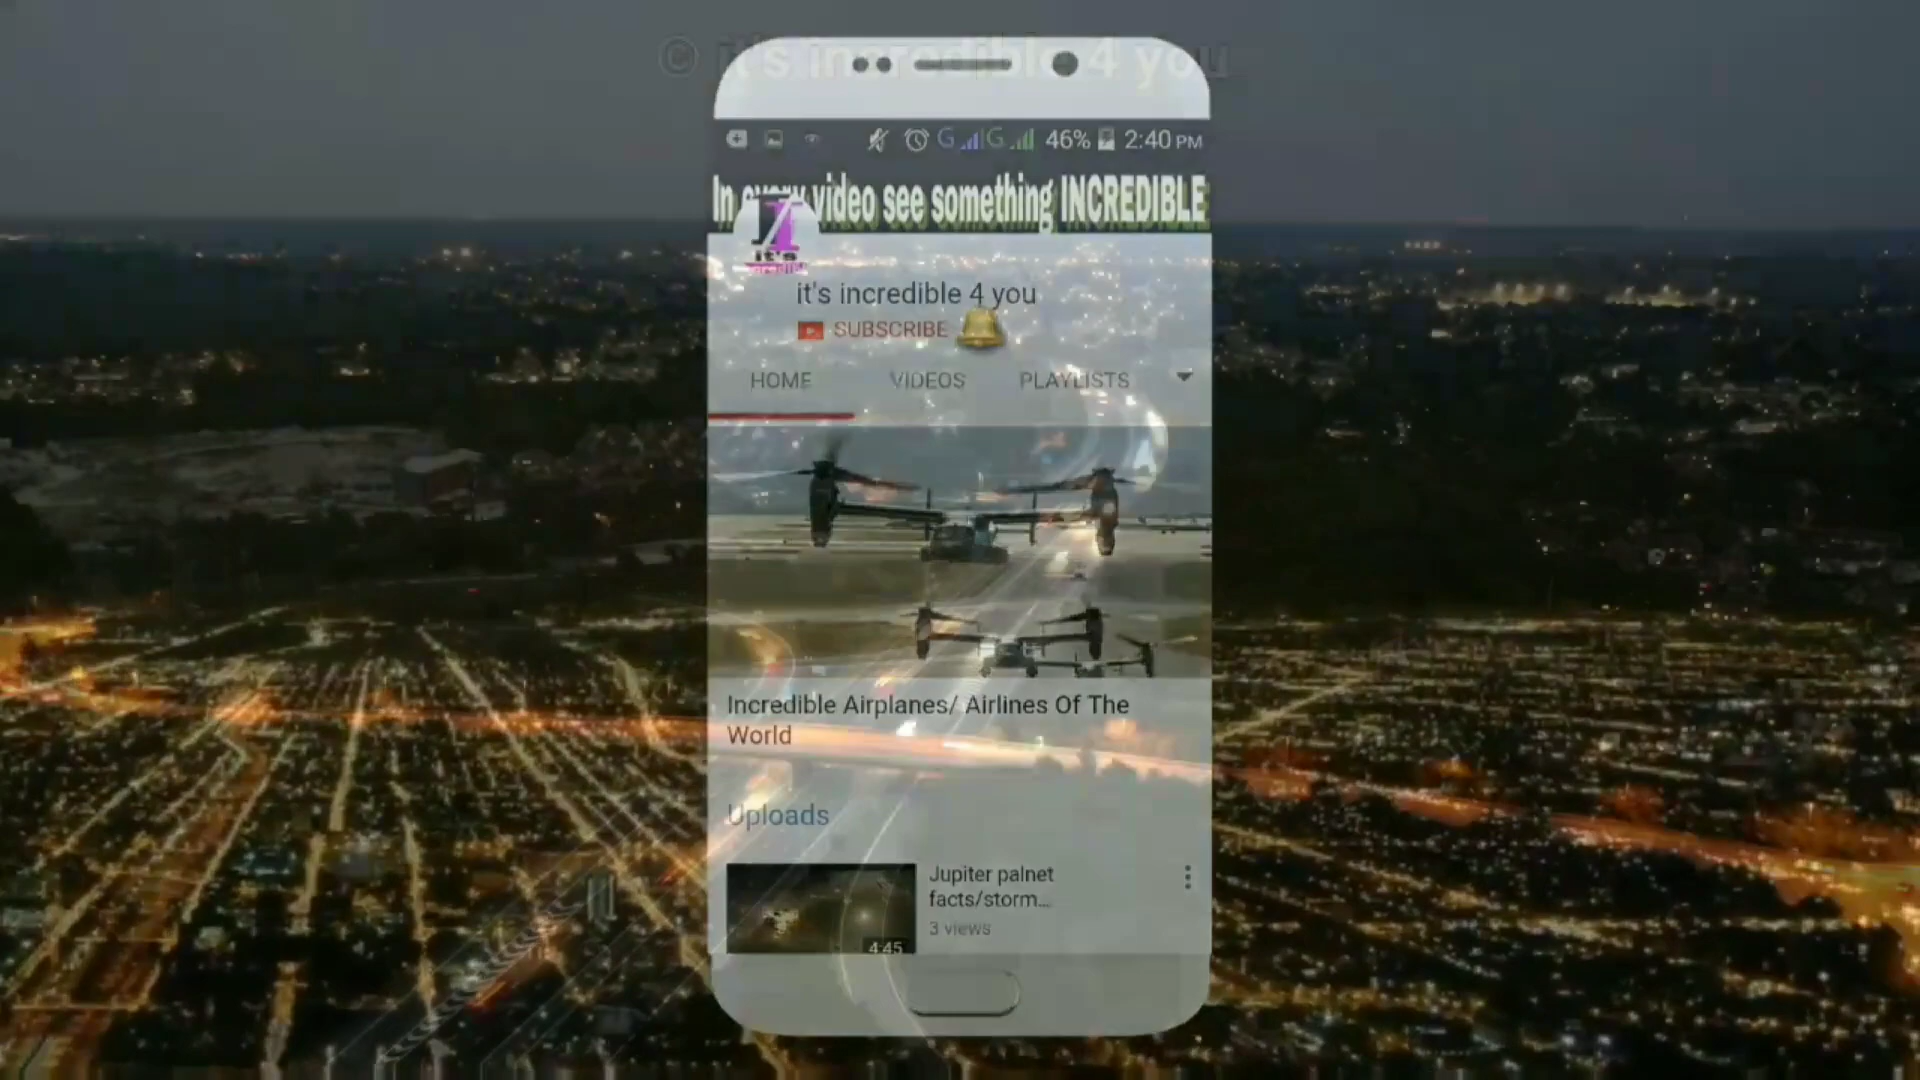 © it's incredible 4 you
G G 46% 2:40 PM
In every video see something INCREDIBLE
it's
it's incredible 4 you
SUBSCRIBE
HOME VIDEOS PLAYLISTS
Incredible Airplanes/ Airlines Of The
World
Uploads
Jupiter palnet
facts/storm...
3 views
4:45